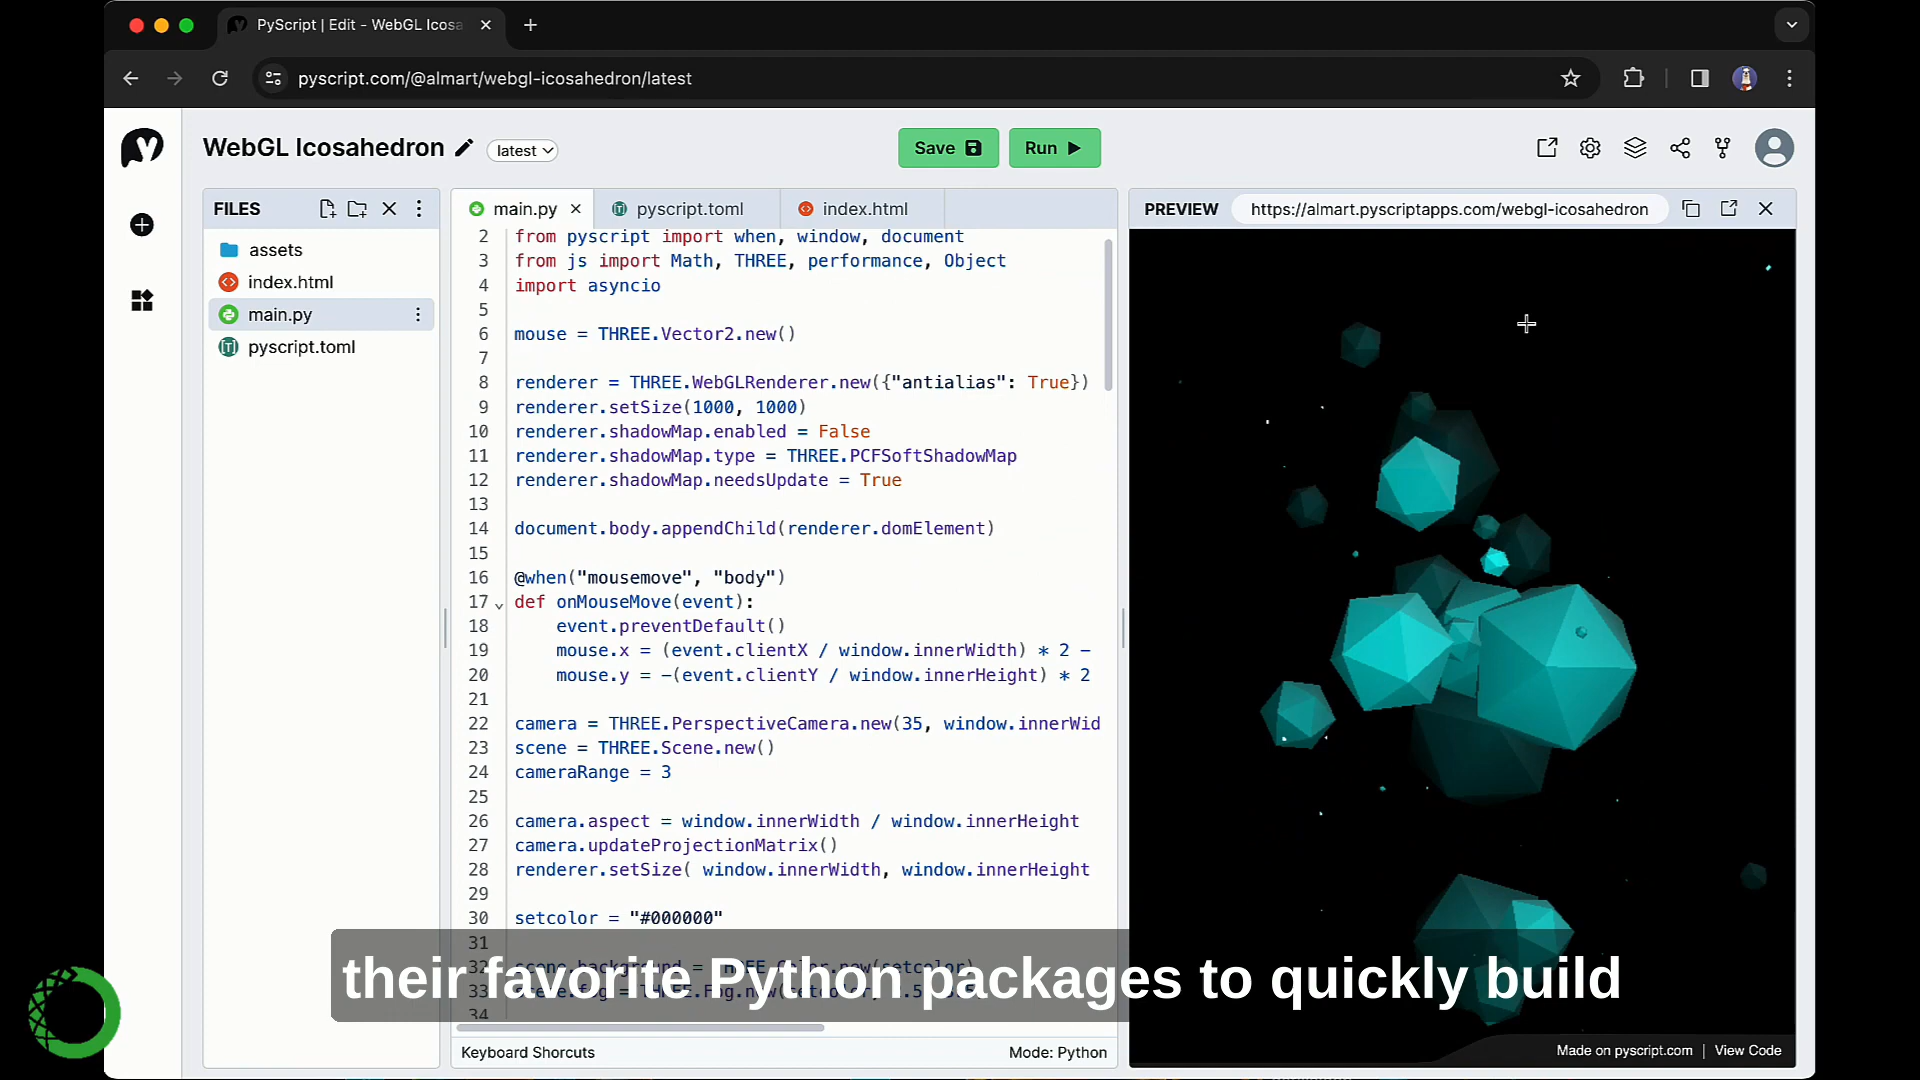 PyScript | Edit - WebGL Icosa
pyscript.com/@almart/webgl-icosahedron/latest
WebGL Icosahedron
latest
Save
Run
FILES
assets
index.html
main.py
pyscript.toml
main.py
pyscript.toml
index.html
2 from pyscript import when, window, document
3 from js import Math, THREE, performance, Object
4 import asyncio
5
6 mouse = THREE.Vector2.new()
7
8 renderer = THREE.WebGLRenderer.new({"antialias": True})
9 renderer.setSize(1000, 1000)
10 renderer.shadowMap.enabled = False
11 renderer.shadowMap.type = THREE.PCFSoftShadowMap
12 renderer.shadowMap.needsUpdate = True
13
14 document.body.appendChild(renderer.domElement)
15
16 @when("mousemove", "body")
17 def onMouseMove(event):
18 event.preventDefault()
19 mouse.x = (event.clientX / window.innerWidth) * 2 -
20 mouse.y = -(event.clientY / window.innerHeight) * 2
21
22 camera = THREE.PerspectiveCamera.new(35, window.innerWid
23 scene = THREE.Scene.new()
24 cameraRange = 3
25
26 camera.aspect = window.innerWidth / window.innerHeight
27 camera.updateProjectionMatrix()
28 renderer.setSize( window.innerWidth, window.innerHeight
29
30 setcolor = "#000000"
31
32
33
34
Keyboard Shorcuts
Mode: Python
PREVIEW
https://almart.pyscriptapps.com/webgl-icosahedron
their favorite Python packages to quickly build
Made on pyscript.com | View Code